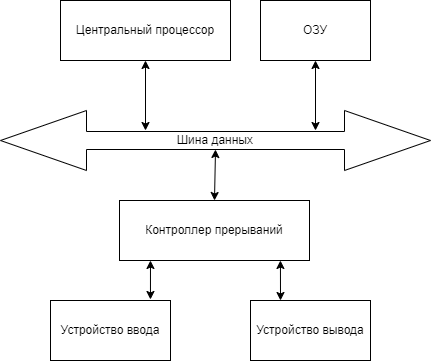 Центральный процессор
ОЗУ
Шина данных
Контроллер прерываний
Устройство ввода
Устройство вывода